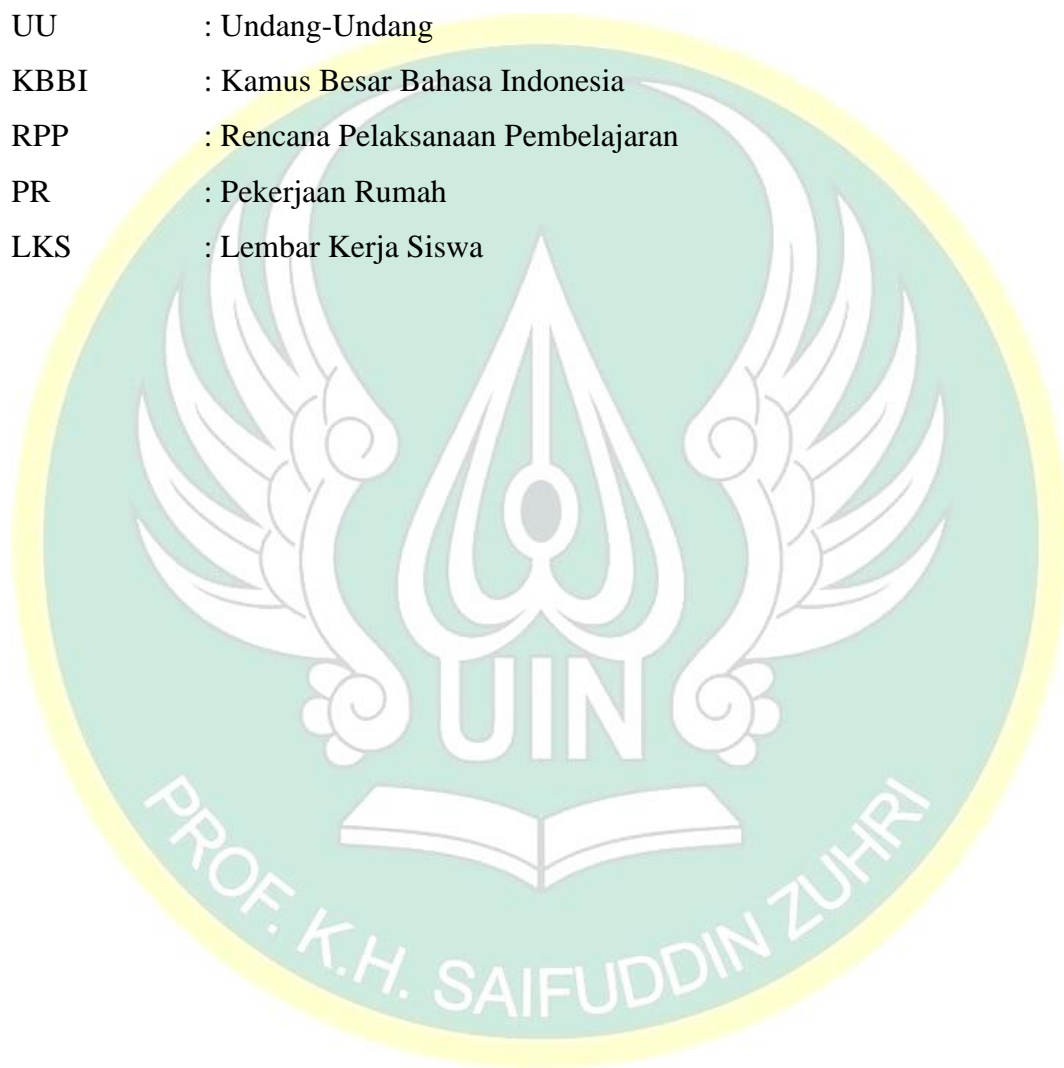 UU : Undang-Undang
KBBI : Kamus Besar Bahasa Indonesia
RPP : Rencana Pelaksanaan Pembelajaran
PR : Pekerjaan Rumah
LKS : Lembar Kerja Siswa
UIN
PROF. K.H. SAIFUDDIN ZUHRI